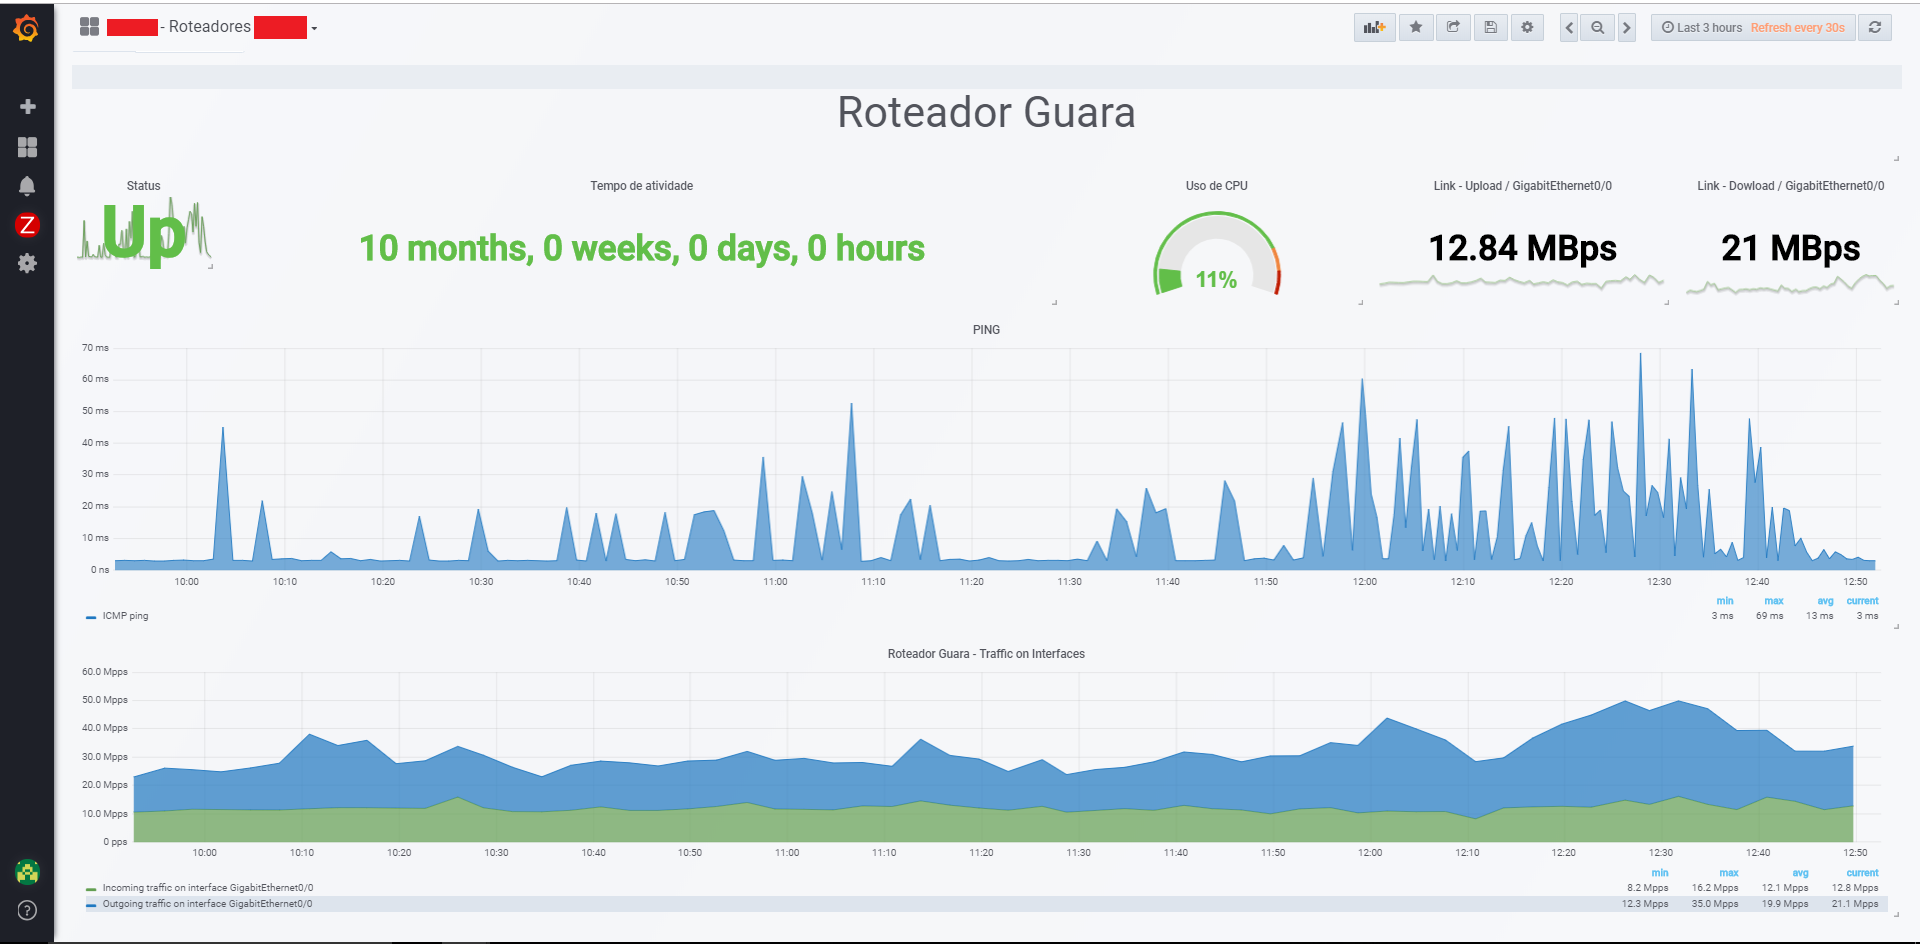 - Roteadores
Last 3 hours Refresh every 30s
Roteador Guara
Status
Up
Tempo de atividade
10 months, 0 weeks, 0 days, 0 hours
Uso de CPU
11%
Link - Upload / GigabitEthernet0/0
12.84 MBps
Link - Dowload / GigabitEthernet0/0
21 MBps
Z
PING
70 ms
60 ms
50 ms
40 ms
30 ms
20 ms
10 ms
0 ns
10:00 10:10 10:20 10:30 10:40 10:50 11:00 11:10 11:20 11:30 11:40 11:50 12:00 12:10 12:20 12:30 12:40 12:50
min max avg current
ICMP ping 3 ms 69 ms 13 ms 3 ms
Roteador Guara - Traffic on Interfaces
60.0 Mpps
50.0 Mpps
40.0 Mpps
30.0 Mpps
20.0 Mpps
10.0 Mpps
0 pps
10:00 10:10 10:20 10:30 10:40 10:50 11:00 11:10 11:20 11:30 11:40 11:50 12:00 12:10 12:20 12:30 12:40 12:50
min max avg current
Incoming traffic on interface GigabitEthernet0/0 8.2 Mpps 16.2 Mpps 12.1 Mpps 12.8 Mpps
Outgoing traffic on interface GigabitEthernet0/0 12.3 Mpps 35.0 Mpps 19.9 Mpps 21.1 Mpps